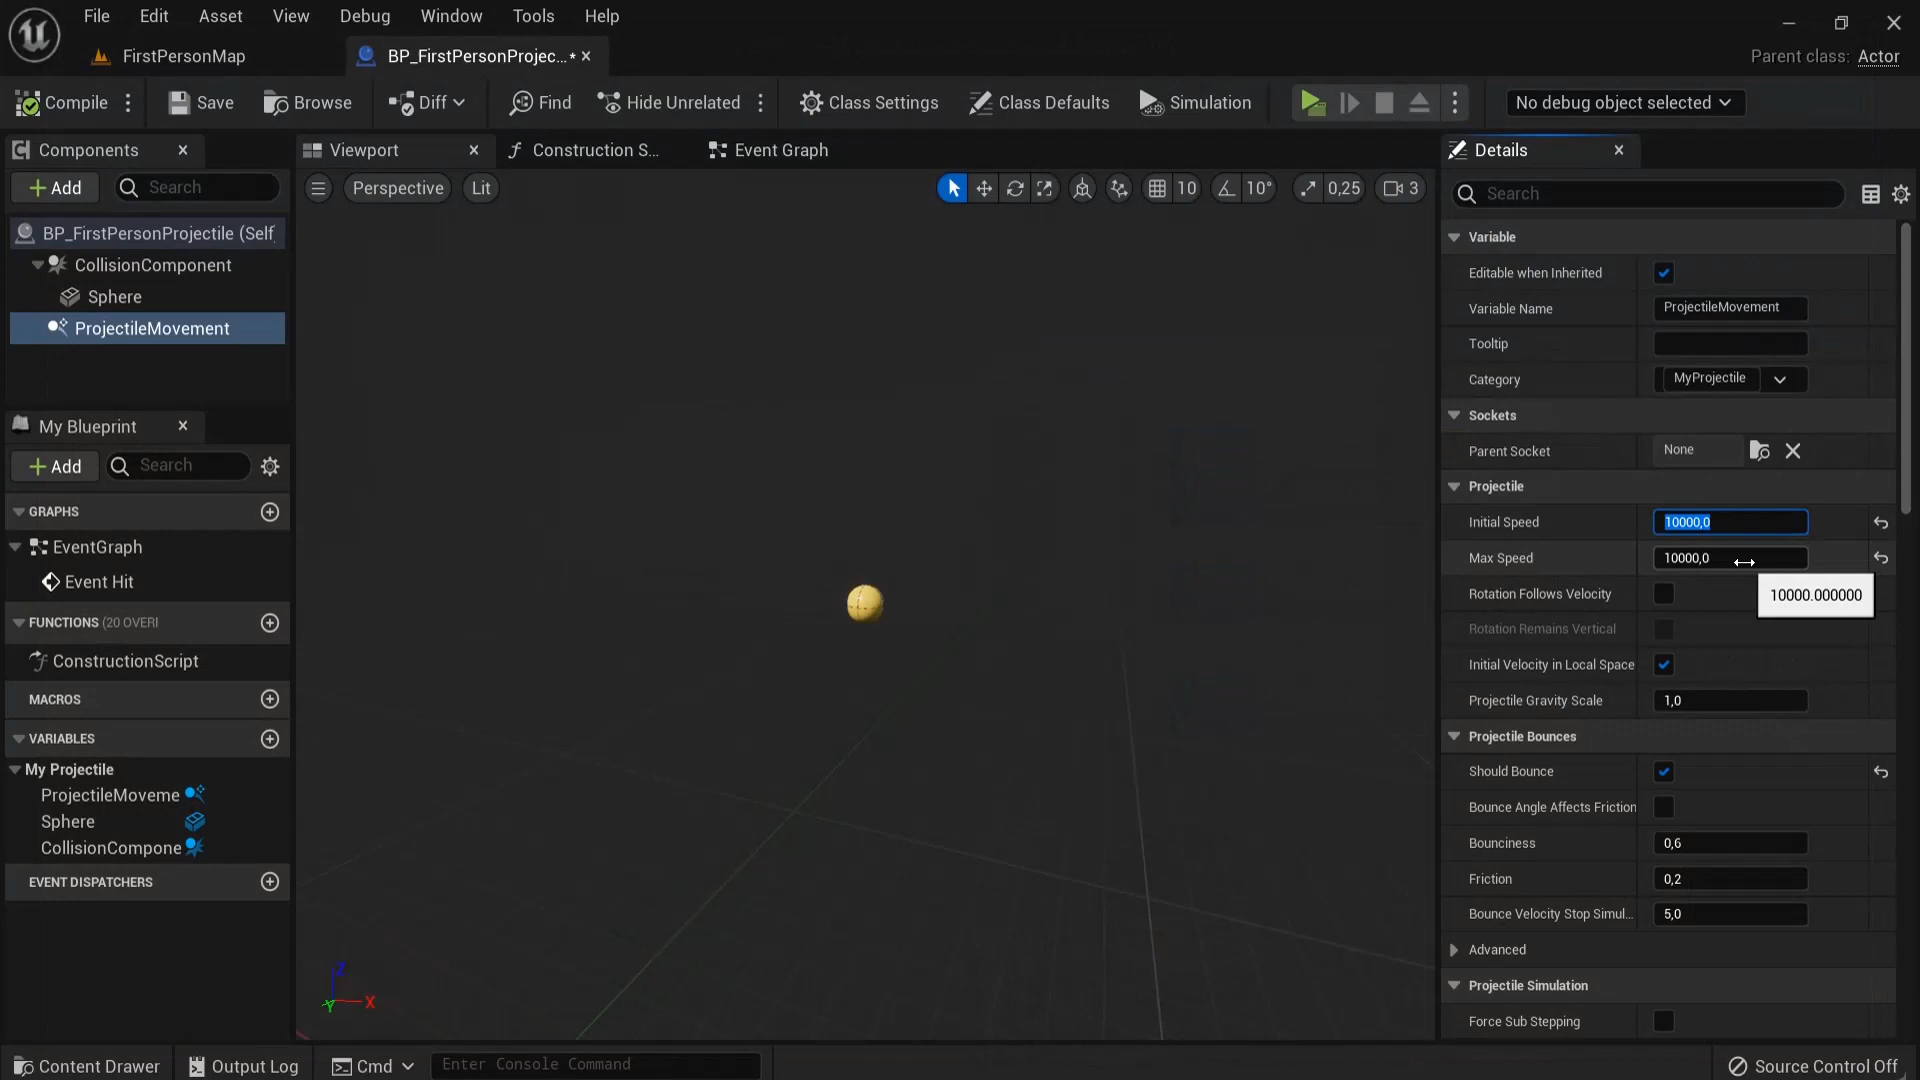 File Edit Asset View Debug Window Tools Help
FirstPersonMap
BP_FirstPersonProjec...*
Parent class: Actor
Compile
Save
Browse
Diff
Find
Hide Unrelated
Class Settings
Class Defaults
Simulation
No debug object selected
Components
Add
Search
BP_FirstPersonProjectile (Self
CollisionComponent
Sphere
ProjectileMovement
My Blueprint
Add
Search
GRAPHS
EventGraph
Event Hit
FUNCTIONS (20 OVERI
ConstructionScript
MACROS
VARIABLES
My Projectile
ProjectileMoveme
Sphere
CollisionCompone
EVENT DISPATCHERS
Viewport
Construction S...
Event Graph
Perspective
Lit
10
10°
0,25
3
Z
Y
X
Details
Search
Variable
Editable when Inherited
Variable Name
ProjectileMovement
Tooltip
Category
MyProjectile
Sockets
Parent Socket
None
Projectile
Initial Speed
10000,0
Max Speed
10000,0
Rotation Follows Velocity
10000.000000
Rotation Remains Vertical
Initial Velocity in Local Space
Projectile Gravity Scale
1,0
Projectile Bounces
Should Bounce
Bounce Angle Affects Friction
Bounciness
0,6
Friction
0,2
Bounce Velocity Stop Simul...
5,0
Advanced
Projectile Simulation
Force Sub Stepping
Content Drawer
Output Log
Cmd
Enter Console Command
Source Control Off